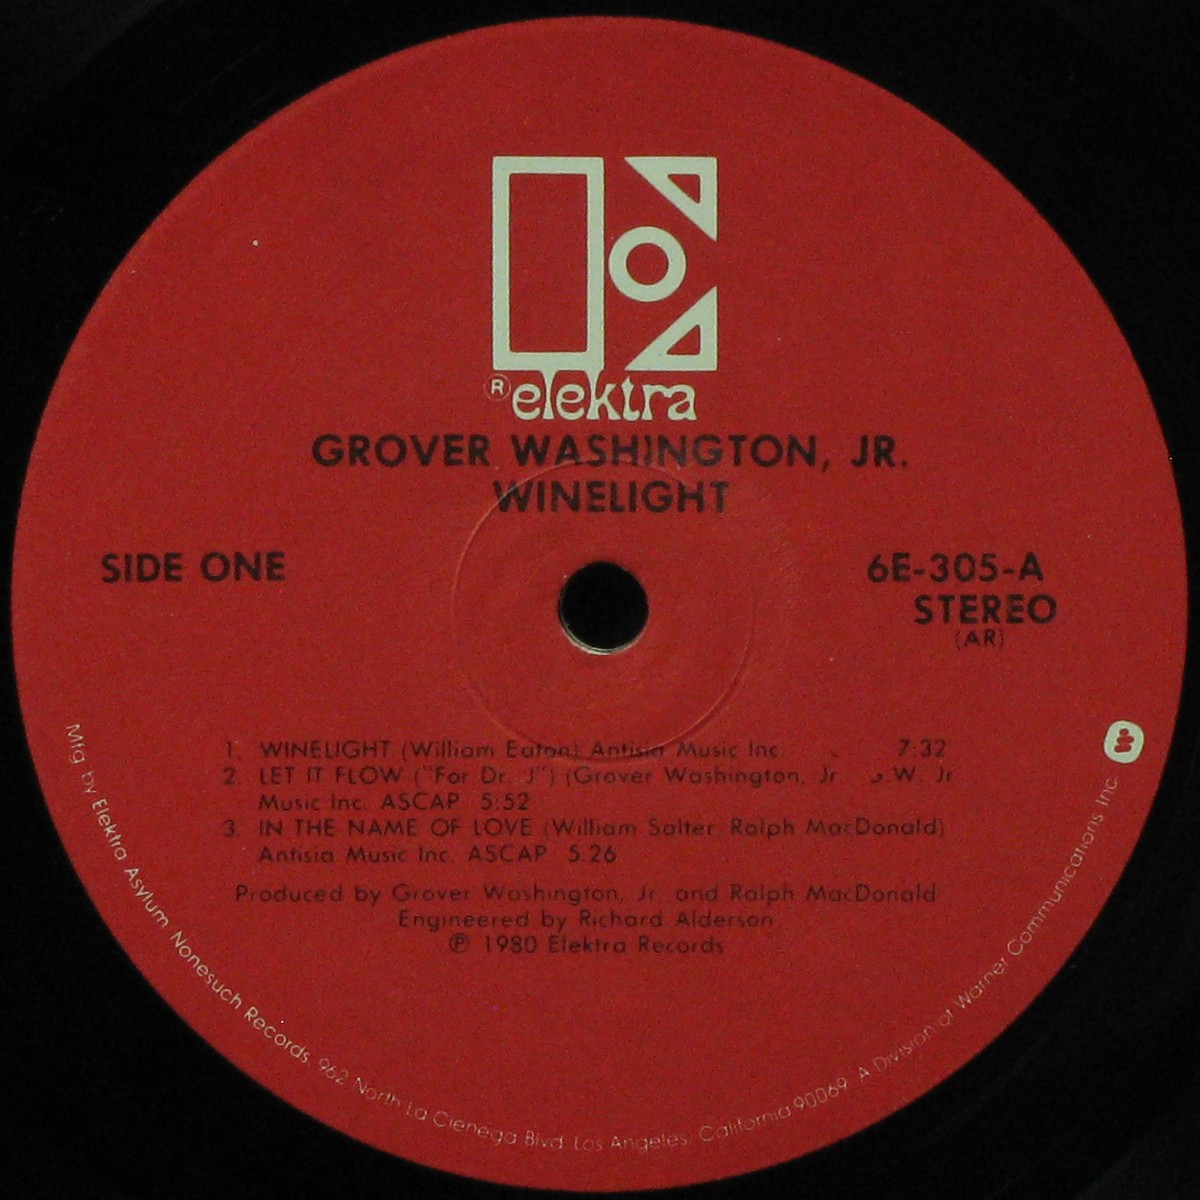 ® elektra
GROVER WASHINGTON, JR.
WINELIGHT
SIDE ONE
6E-305-A
STEREO
(AR)
1. WINELIGHT (William Eaton) Antisia Music Inc. 7:32
2. LET IT FLOW ("For Dr. J") (Grover Washington, Jr. .W. Jr
Music Inc. ASCAP 5:52
3. IN THE NAME OF LOVE (William Salter, Ralph MacDonald)
Antisia Music Inc. ASCAP 5:26
Produced by Grover Washington, Jr. and Ralph MacDonald
Engineered by Richard Alderson
℗ 1980 Elektra Records
Mfg. by Elektra Asylum Nonesuch Records, 962 North La Cienega Blvd. Los Angeles, California 90069. A Division of Warner Communications Inc.